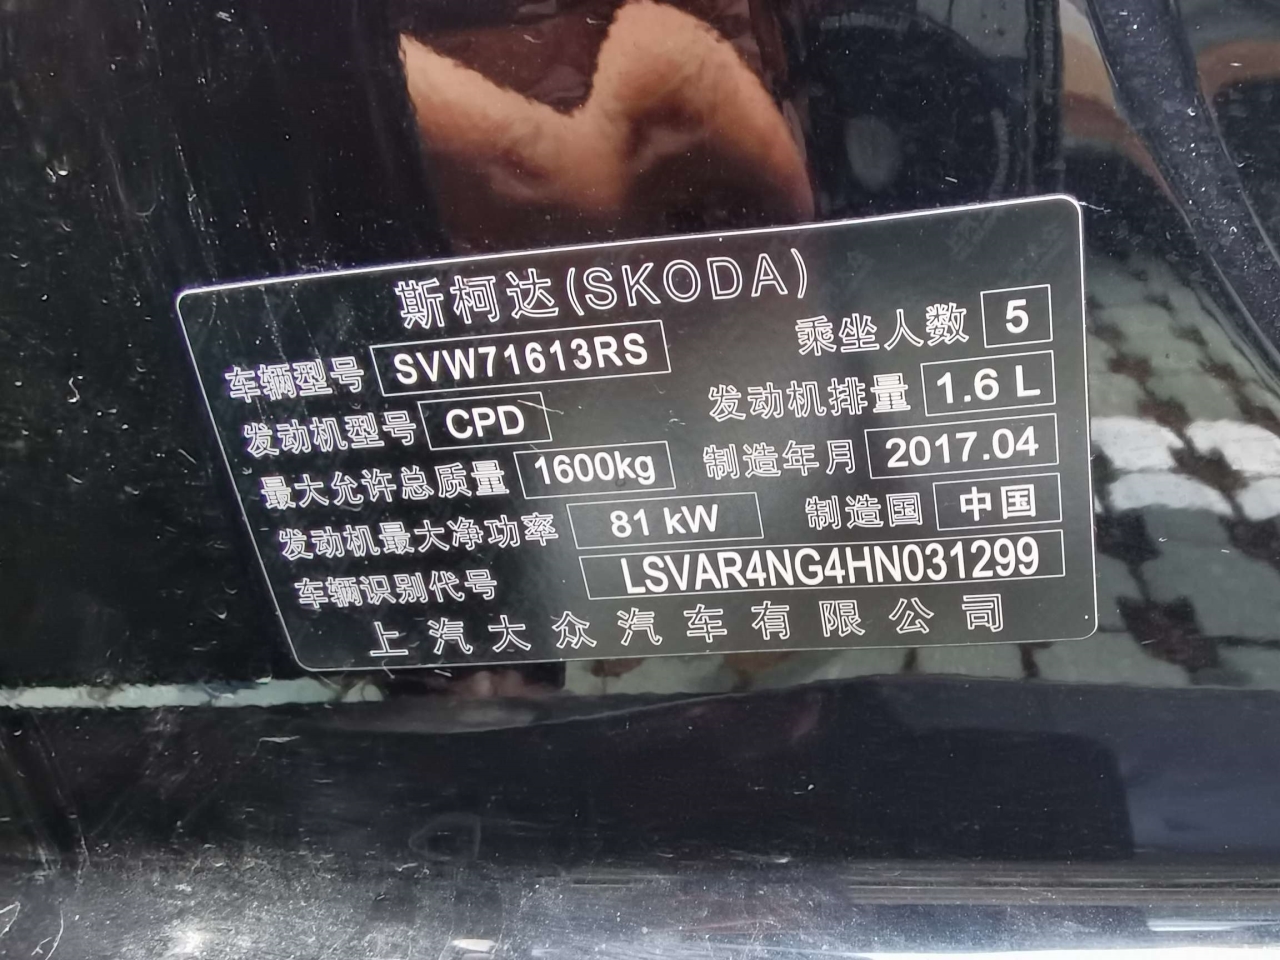 斯柯达(SKODA)
车辆型号 SVW71613RS 乘坐人数 5
发动机型号 CPD 发动机排量 1.6 L
最大允许总质量 1600kg 制造年月 2017.04
发动机最大净功率 81 kW 制造国 中国
车辆识别代号 LSVAR4NG4HN031299
上汽大众汽车有限公司